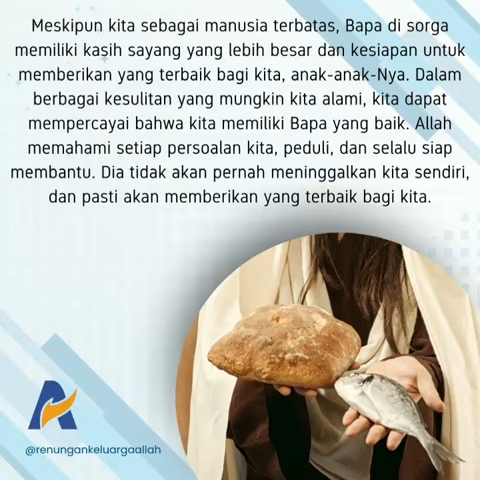 Meskipun kita sebagai manusia terbatas, Bapa di sorga
memiliki kasih sayang yang lebih besar dan kesiapan untuk
memberikan yang terbaik bagi kita, anak-anak-Nya. Dalam
berbagai kesulitan yang mungkin kita alami, kita dapat
mempercayai bahwa kita memiliki Bapa yang baik. Allah
memahami setiap persoalan kita, peduli, dan selalu siap
membantu. Dia tidak akan pernah meninggalkan kita sendiri,
dan pasti akan memberikan yang terbaik bagi kita.
@renungankeluargaallah